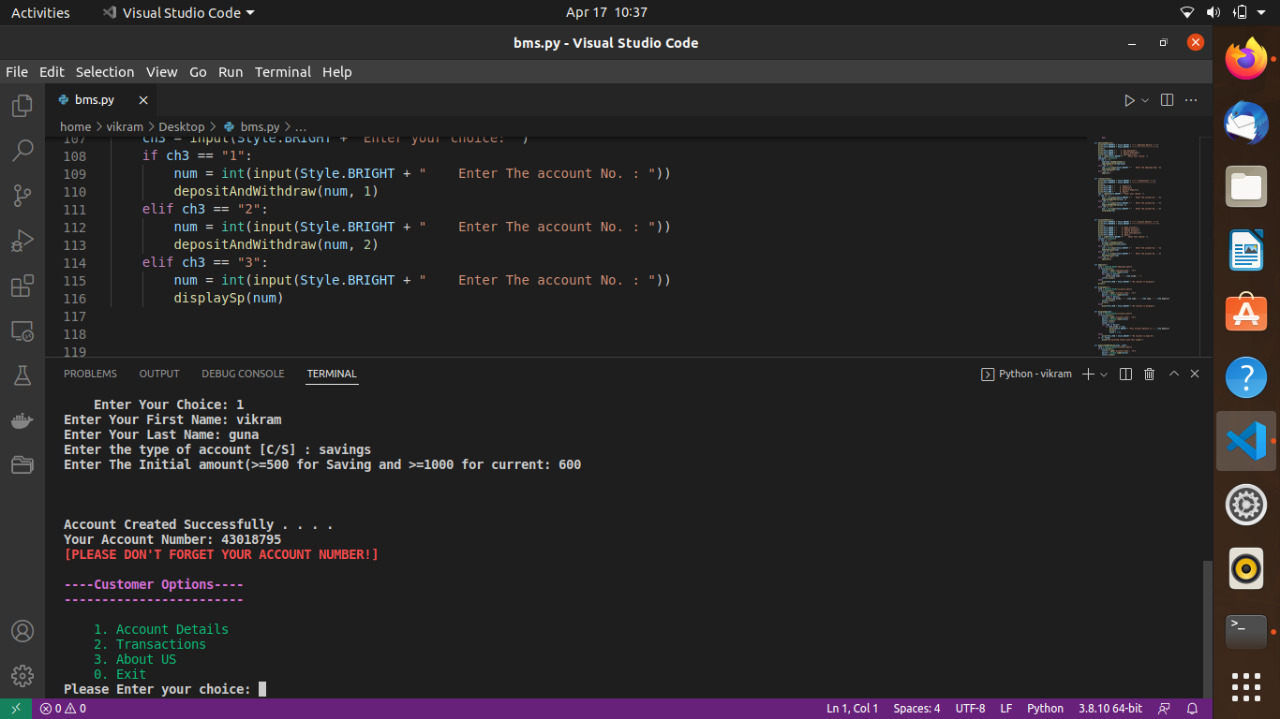 Activities
Visual Studio Code
Apr 17 10:37
bms.py - Visual Studio Code
File Edit Selection View Go Run Terminal Help
bms.py
home > vikram > Desktop > bms.py > ...
107 ch3 = input(Style.BRIGHT + " Enter your choice: ")
108 if ch3 == "1":
109 num = int(input(Style.BRIGHT + "    Enter The account No. : "))
110 depositAndWithdraw(num, 1)
111 elif ch3 == "2":
112 num = int(input(Style.BRIGHT + "    Enter The account No. : "))
113 depositAndWithdraw(num, 2)
114 elif ch3 == "3":
115 num = int(input(Style.BRIGHT + "    Enter The account No. : "))
116 displaySp(num)
117
118
119
PROBLEMS OUTPUT DEBUG CONSOLE TERMINAL
Python - vikram
Enter Your Choice: 1
Enter Your First Name: vikram
Enter Your Last Name: guna
Enter the type of account [C/S] : savings
Enter The Initial amount(>=500 for Saving and >=1000 for current: 600
Account Created Successfully . . . .
Your Account Number: 43018795
[PLEASE DON'T FORGET YOUR ACCOUNT NUMBER!]
----Customer Options----
------------------------
1. Account Details
2. Transactions
3. About US
0. Exit
Please Enter your choice:
0 0 Ln 1, Col 1 Spaces: 4 UTF-8 LF Python 3.8.10 64-bit